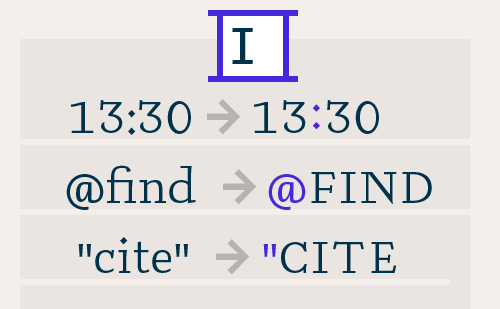 I
13:30 → 13:30
@find → @FIND
"cite" → "CITE